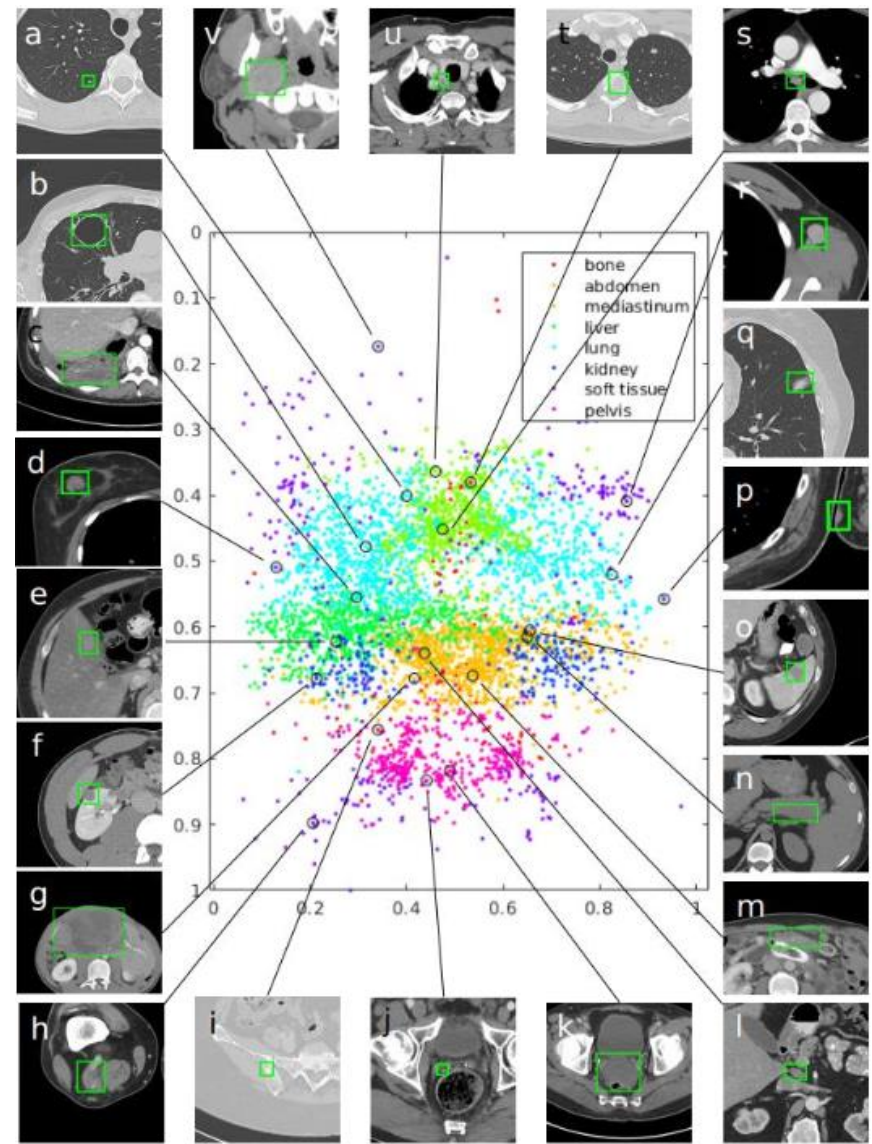 a
v
u
t
s
b
r
c
q
d
p
e
o
f
n
g
m
h
i
j
k
l
0
0.1
0.2
0.3
0.4
0.5
0.6
0.7
0.8
0.9
1
0 0.2 0.4 0.6 0.8 1
bone
abdomen
mediastinum
liver
lung
kidney
soft tissue
pelvis